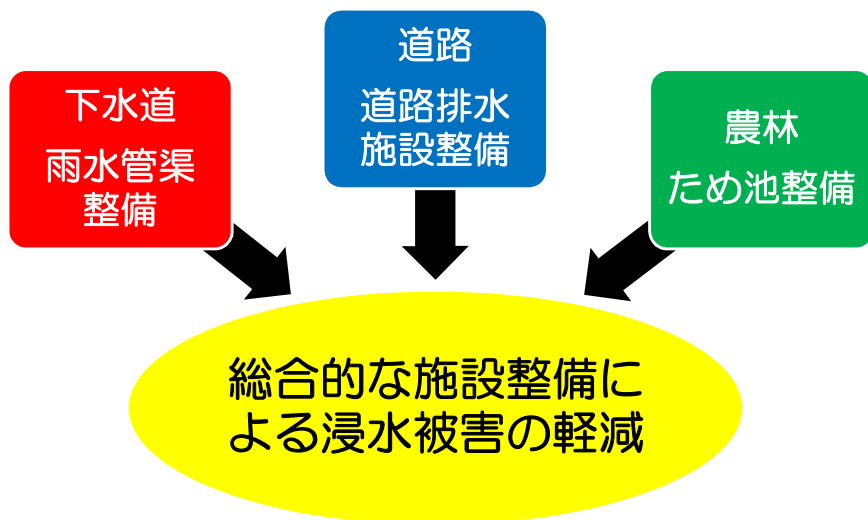 下水道
雨水管渠
整備
道路
道路排水
施設整備
農林
ため池整備
総合的な施設整備に
よる浸水被害の軽減